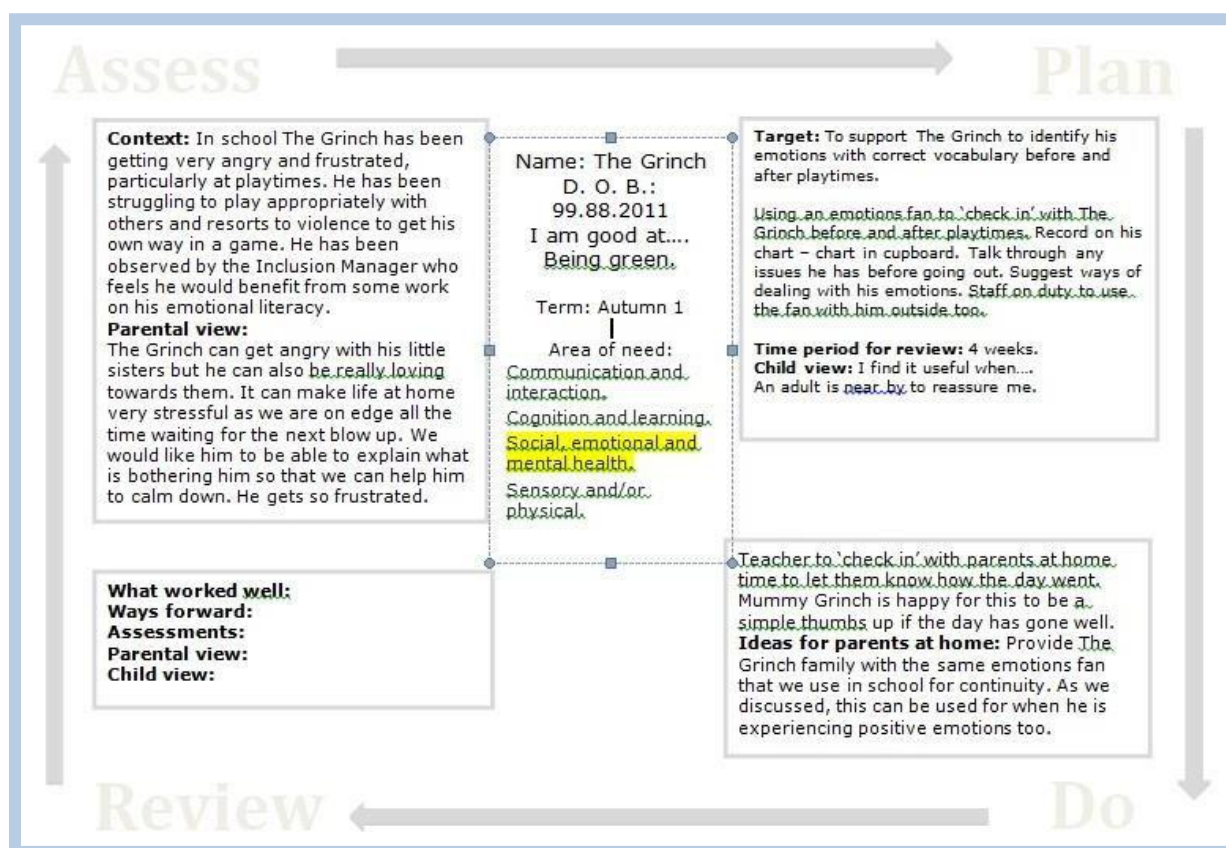 Assess
Plan
Context: In school The Grinch has been
getting very angry and frustrated,
particularly at playtimes. He has been
struggling to play appropriately with
others and resorts to violence to get his
own way in a game. He has been
observed by the Inclusion Manager who
feels he would benefit from some work
on his emotional literacy.
Parental view:
The Grinch can get angry with his little
sisters but he can also be really loving
towards them. It can make life at home
very stressful as we are on edge all the
time waiting for the next blow up. We
would like him to be able to explain what
is bothering him so that we can help him
to calm down. He gets so frustrated.
Name: The Grinch
D. O. B.:
99.88.2011
I am good at....
Being green.
Term: Autumn 1
Area of need:
Communication and
interaction.
Cognition and learning.
Social, emotional and
mental health.
Sensory and/or
physical.
Target: To support The Grinch to identify his
emotions with correct vocabulary before and
after playtimes.
Using an emotions fan to ‘check in’ with The
Grinch before and after playtimes. Record on his
chart – chart in cupboard. Talk through any
issues he has before going out. Suggest ways of
dealing with his emotions. Staff on duty to use
the fan with him outside too.
Time period for review: 4 weeks.
Child view: I find it useful when....
An adult is near by to reassure me.
What worked well:
Ways forward:
Assessments:
Parental view:
Child view:
Teacher to ‘check in’ with parents at home
time to let them know how the day went.
Mummy Grinch is happy for this to be a
simple thumbs up if the day has gone well.
Ideas for parents at home: Provide The
Grinch family with the same emotions fan
that we use in school for continuity. As we
discussed, this can be used for when he is
experiencing positive emotions too.
Review
Do